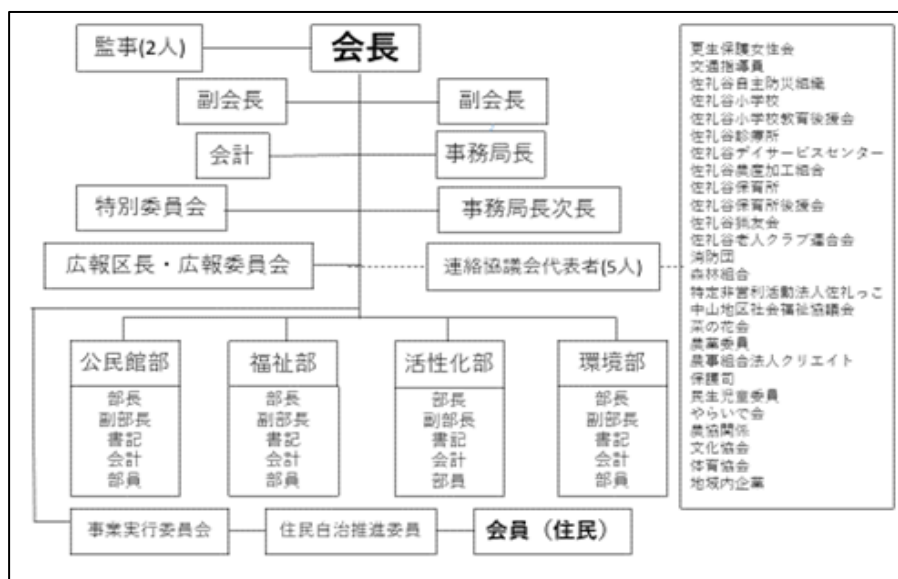 監事(2人)
会長
副会長
副会長
会計
事務局長
特別委員会
事務局長次長
広報区長・広報委員会
連絡協議会代表者(5人)
公民館部
部長
副部長
書記
会計
部員
福祉部
部長
副部長
書記
会計
部員
活性化部
部長
副部長
書記
会計
部員
環境部
部長
副部長
書記
会計
部員
事業実行委員会
住民自治推進委員
会員（住民）
更生保護女性会
交通指導員
佐礼谷自主防災組織
佐礼谷小学校
佐礼谷小学校教育後援会
佐礼谷診療所
佐礼谷デイサービスセンター
佐礼谷農産加工組合
佐礼谷保育所
佐礼谷保育所後援会
佐礼谷猟友会
佐礼谷老人クラブ連合会
消防団
森林組合
特定非営利活動法人佐礼っこ
中山地区社会福祉協議会
菜の花会
農業委員
農事組合法人クリエイト
保護司
民生児童委員
やらいで会
農協関係
文化協会
体育協会
地域内企業